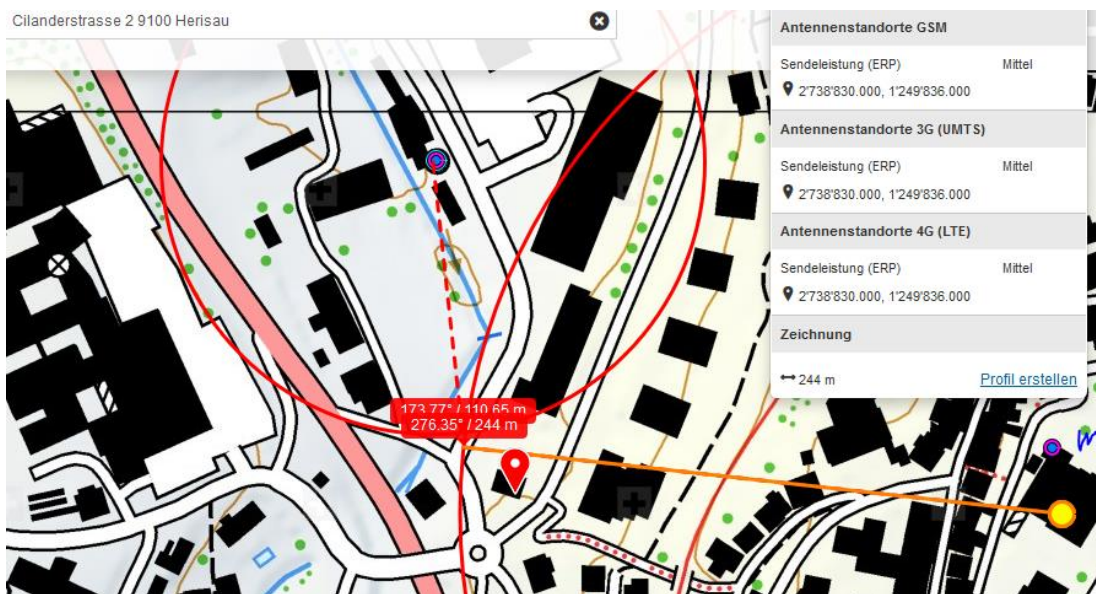 Cilanderstrasse 2 9100 Herisau
Antennenstandorte GSM
Sendeleistung (ERP) Mittel
2'738'830.000, 1'249'836.000
Antennenstandorte 3G (UMTS)
Sendeleistung (ERP) Mittel
2'738'830.000, 1'249'836.000
Antennenstandorte 4G (LTE)
Sendeleistung (ERP) Mittel
2'738'830.000, 1'249'836.000
Zeichnung
244 m Profil erstellen
173.77° / 110.65 m
276.35° / 244 m